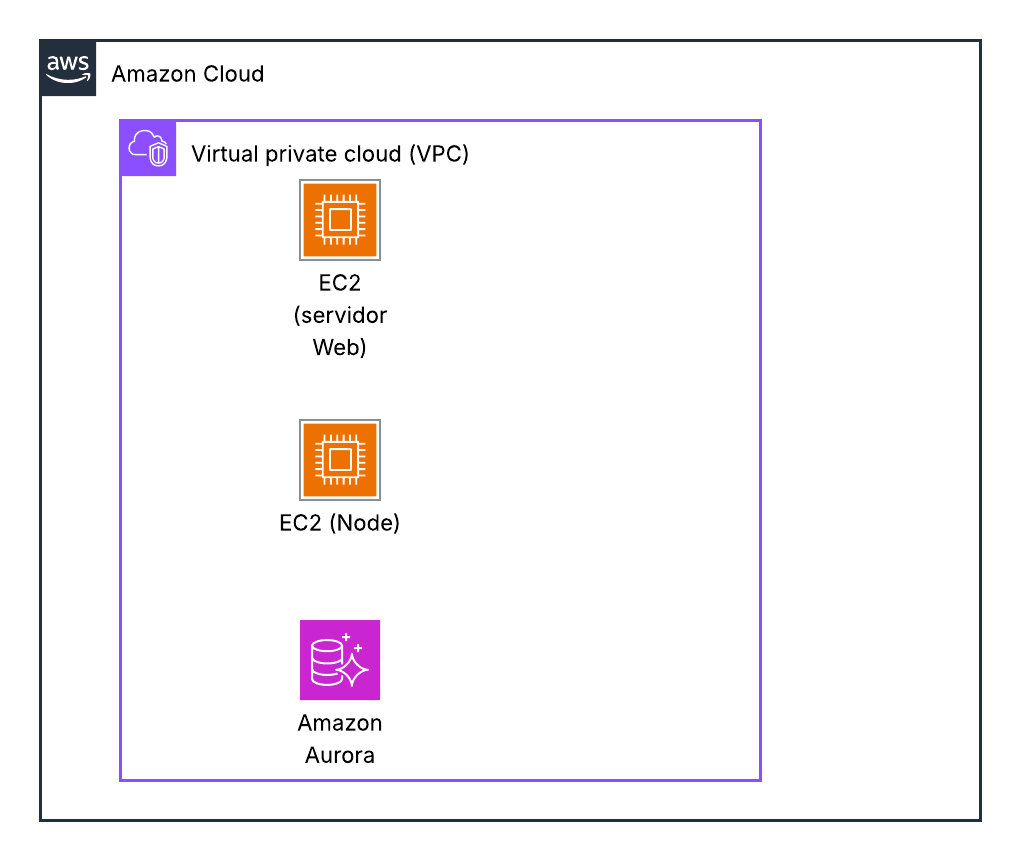 aws
Amazon Cloud
Virtual private cloud (VPC)
EC2
(servidor
Web)
EC2 (Node)
Amazon
Aurora